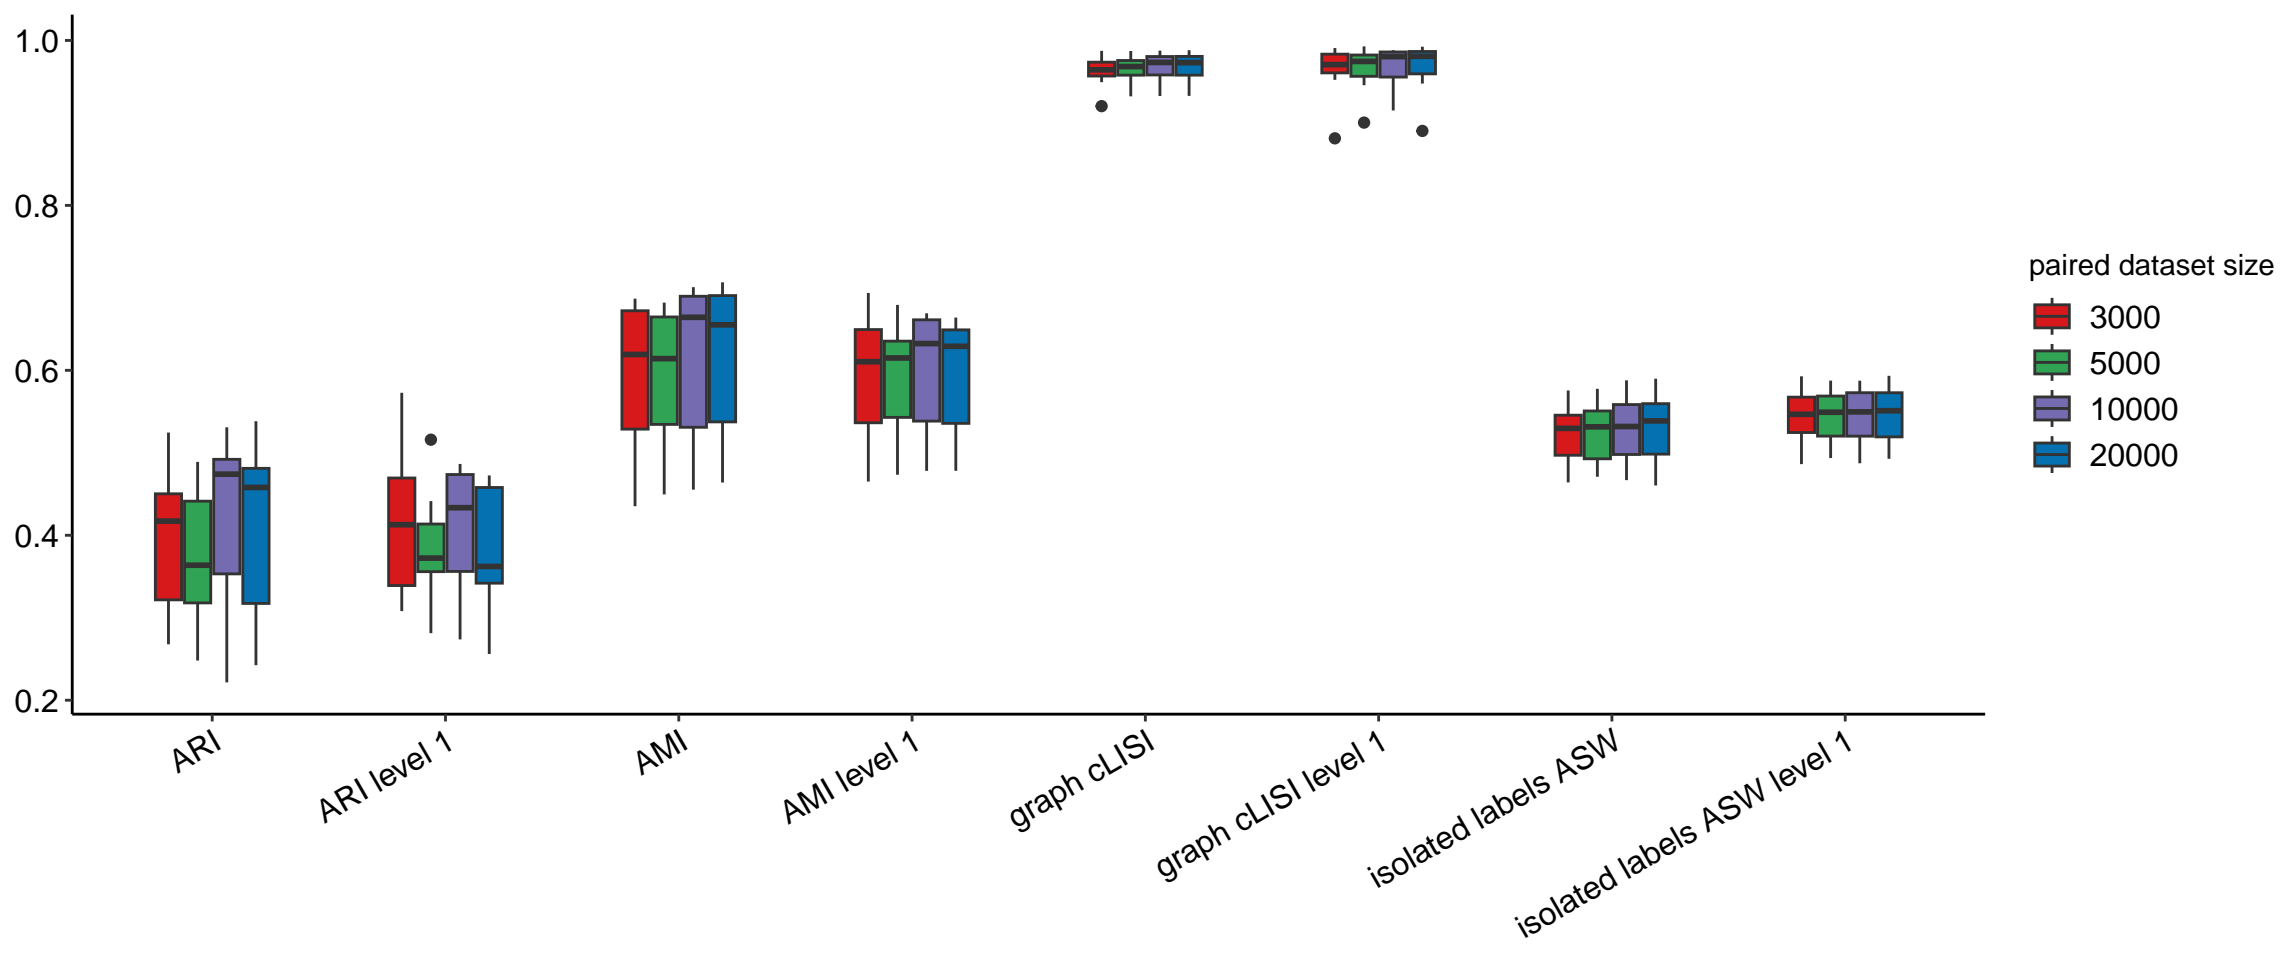 1.0
0.8
0.6
0.4
0.2
ARI
ARI level 1
AMI
AMI level 1
graph cLISI
graph cLISI level 1
isolated labels ASW
isolated labels ASW level 1
paired dataset size
3000
5000
10000
20000